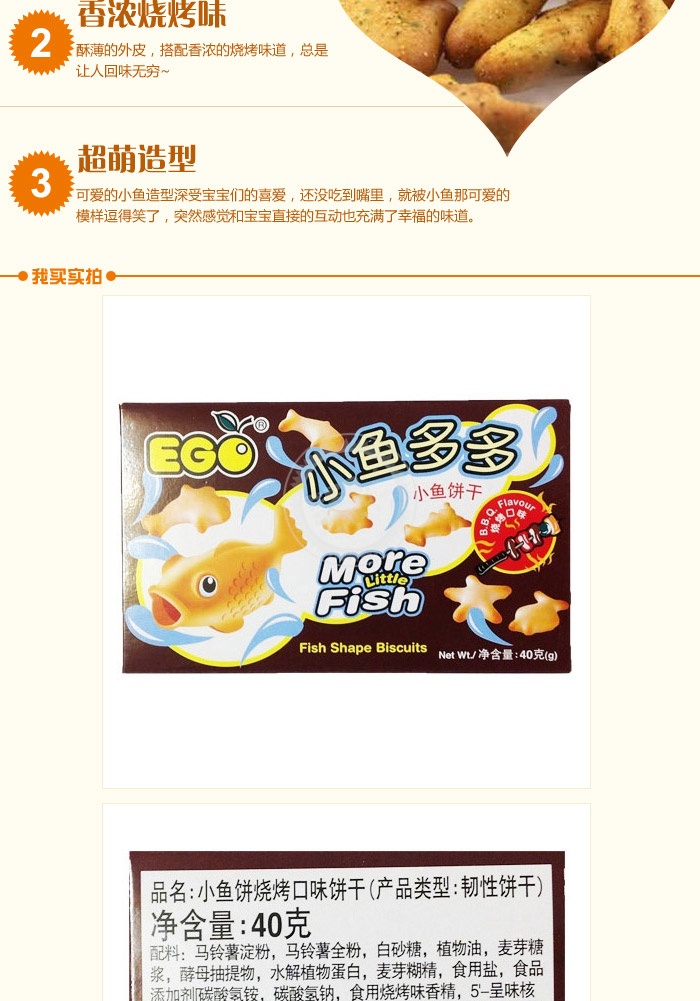 2
香浓烧烤味
酥薄的外皮，搭配香浓的烧烤味道，总是
让人回味无穷~
3
超萌造型
可爱的小鱼造型深受宝宝们的喜爱，还没吃到嘴里，就被小鱼那可爱的
模样逗得笑了，突然感觉和宝宝直接的互动也充满了幸福的味道。
我买实拍
EGO®
小鱼多多
小鱼饼干
B.B.Q. Flavour
烧烤口味
More
Little
Fish
Fish Shape Biscuits
Net Wt./净含量:40克(g)
品名:小鱼饼烧烤口味饼干(产品类型:韧性饼干)
净含量:40克
配料：马铃薯淀粉，马铃薯全粉，白砂糖，植物油，麦芽糖
浆，酵母抽提物，水解植物蛋白，麦芽糊精，食用盐，食品
添加剂(碳酸氢铵，碳酸氢钠，食用烧烤味香精，5'-呈味核